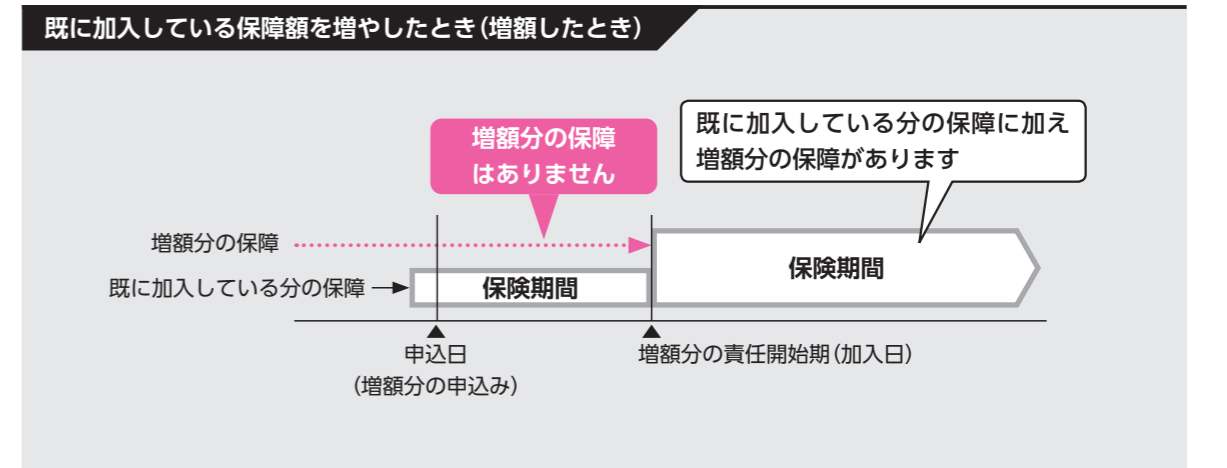 既に加入している保障額を増やしたとき(増額したとき)
増額分の保障
はありません
既に加入している分の保障に加え
増額分の保障があります
増額分の保障
既に加入している分の保障
保険期間
保険期間
申込日
(増額分の申込み)
増額分の責任開始期(加入日)